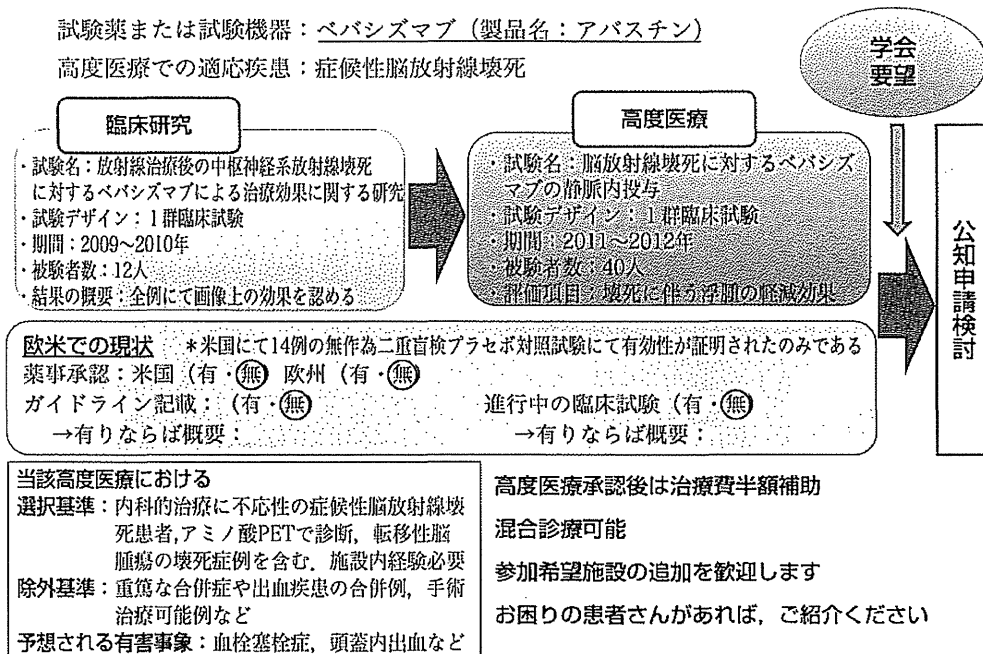 試験薬または試験機器：ベバシズマブ（製品名：アバスチン）
高度医療での適応疾患：症候性脳放射線壊死
学会
要望
臨床研究
・試験名：放射線治療後の中枢神経系放射線壊死
に対するベバシズマブによる治療効果に関する研究
・試験デザイン：１群臨床試験
・期間：2009〜2010年
・被験者数：12人
・結果の概要：全例にて画像上の効果を認める
高度医療
・試験名：脳放射線壊死に対するベバシズ
マブの静脈内投与
・試験デザイン：１群臨床試験
・期間：2011〜2012年
・被験者数：40人
・評価項目：壊死に伴う浮腫の軽減効果
公知申請検討
欧米での現状　＊米国にて14例の無作為二重盲検プラセボ対照試験にて有効性が証明されたのみである
薬事承認：米国（有・無）欧州（有・無）
ガイドライン記載：（有・無）　進行中の臨床試験（有・無）
→有りならば概要：　→有りならば概要：
当該高度医療における
選択基準：内科的治療に不応性の症候性脳放射線壊
死患者,アミノ酸PETで診断，転移性脳
腫瘍の壊死症例を含む．施設内経験必要
除外基準：重篤な合併症や出血疾患の合併例，手術
治療可能例など
予想される有害事象：血栓塞栓症，頭蓋内出血など
高度医療承認後は治療費半額補助
混合診療可能
参加希望施設の追加を歓迎します
お困りの患者さんがあれば，ご紹介ください